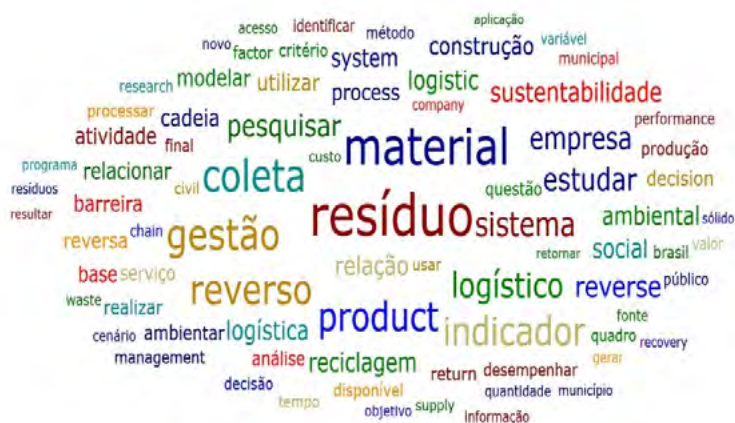 acesso identificar método aplicação
novo factor critério system construção variável
research modelar utilizar process logistic municipal
processar cadeia pesquisar company sustentabilidade
atividade final custo material empresa performance
programa relacionar coleta questão estudar produção
resíduos civil decision
resultar barreira resíduo sistema ambiental sólido
reversa chain gestão retornar social brasil valor
base serviço relação usar logístico reverse público
waste realizar reverso fonte
cenário ambientar logística product indicador quadro recovery
management análise reciclagem return desempenhar gerar
decisão disponível quantidade município
tempo objetivo supply informação